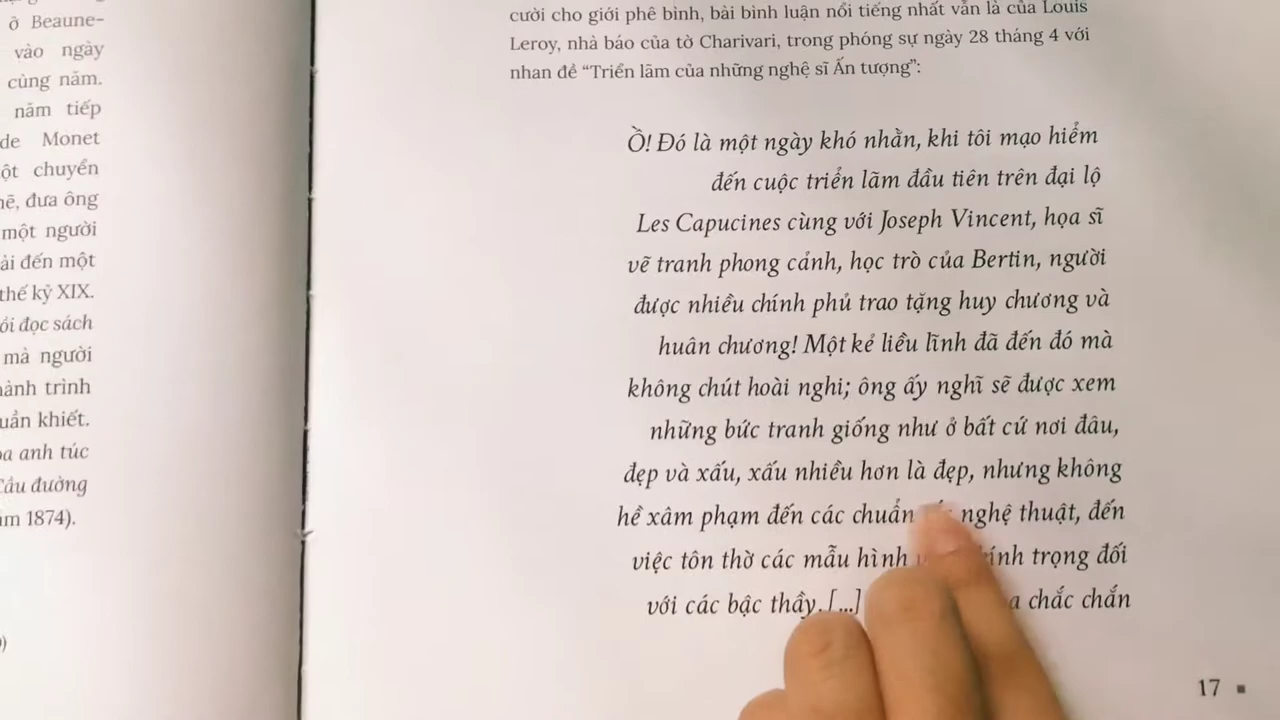 ở Beaune-
vào ngày
cùng năm.
năm tiếp
de Monet
chuyển
đưa ông
một người
đến một
thế kỷ XIX.
đọc sách
mà người
trình
khiết.
anh túc
Cầu đường
1874).
cười cho giới phê bình, bài bình luận nổi tiếng nhất vẫn là của Louis
Leroy, nhà báo của tờ Charivari, trong phóng sự ngày 28 tháng 4 với
nhan đề “Triển lãm của những nghệ sĩ Ấn tượng”:
Ồ! Đó là một ngày khó nhằn, khi tôi mạo hiểm
đến cuộc triển lãm đầu tiên trên đại lộ
Les Capucines cùng với Joseph Vincent, họa sĩ
vẽ tranh phong cảnh, học trò của Bertin, người
được nhiều chính phủ trao tặng huy chương và
huân chương! Một kẻ liều lĩnh đã đến đó mà
không chút hoài nghi; ông ấy nghĩ sẽ được xem
những bức tranh giống như ở bất cứ nơi đâu,
đẹp và xấu, xấu nhiều hơn là đẹp, nhưng không
hề xâm phạm đến các chuẩn nghệ thuật, đến
việc tôn thờ các mẫu hình kính trọng đối
với các bậc thầy. [...] chắc chắn
17